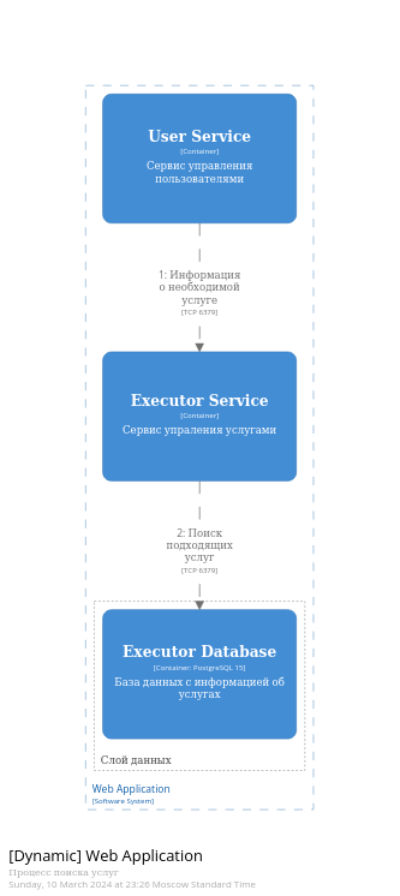 User Service
[Container]
Сервис управления
пользователями
1: Информация
о необходимой
услуге
[TCP 6379]
Executor Service
[Container]
Сервис упраления услугами
2: Поиск
подходящих
услуг
[TCP 6379]
Executor Database
[Container: PostgreSQL 15]
База данных с информацией об
услугах
Слой данных
Web Application
[Software System]
[Dynamic] Web Application
Процесс поиска услуг
Sunday, 10 March 2024 at 23:26 Moscow Standard Time